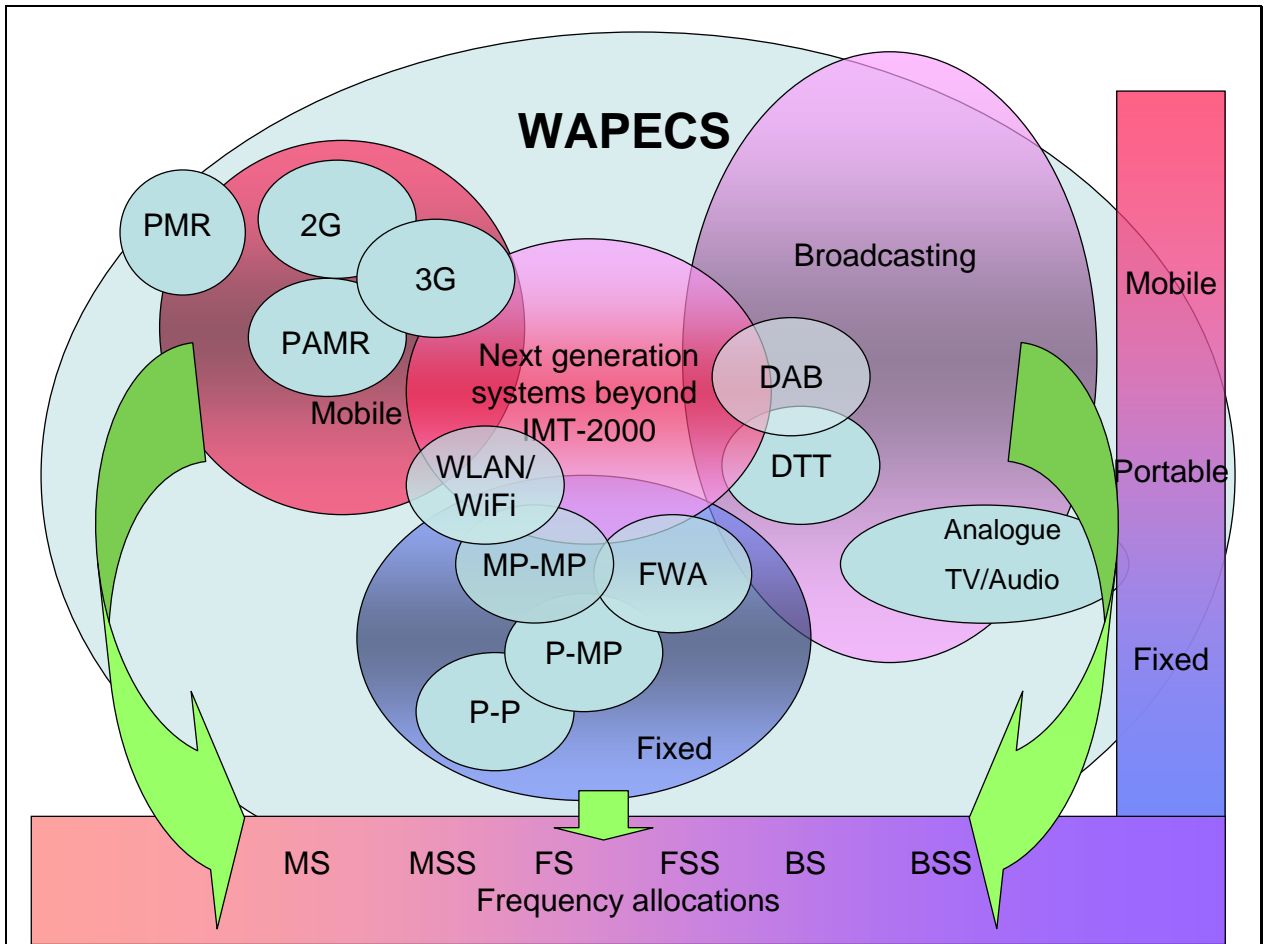 WAPECS
PMR
2G
3G
PAMR
Mobile
Broadcasting
Next generation
systems beyond
IMT-2000
DAB
DTT
WLAN/
WiFi
MP-MP
FWA
P-MP
P-P
Fixed
Analogue
TV/Audio
Mobile
Portable
Fixed
MS MSS FS FSS BS BSS
Frequency allocations